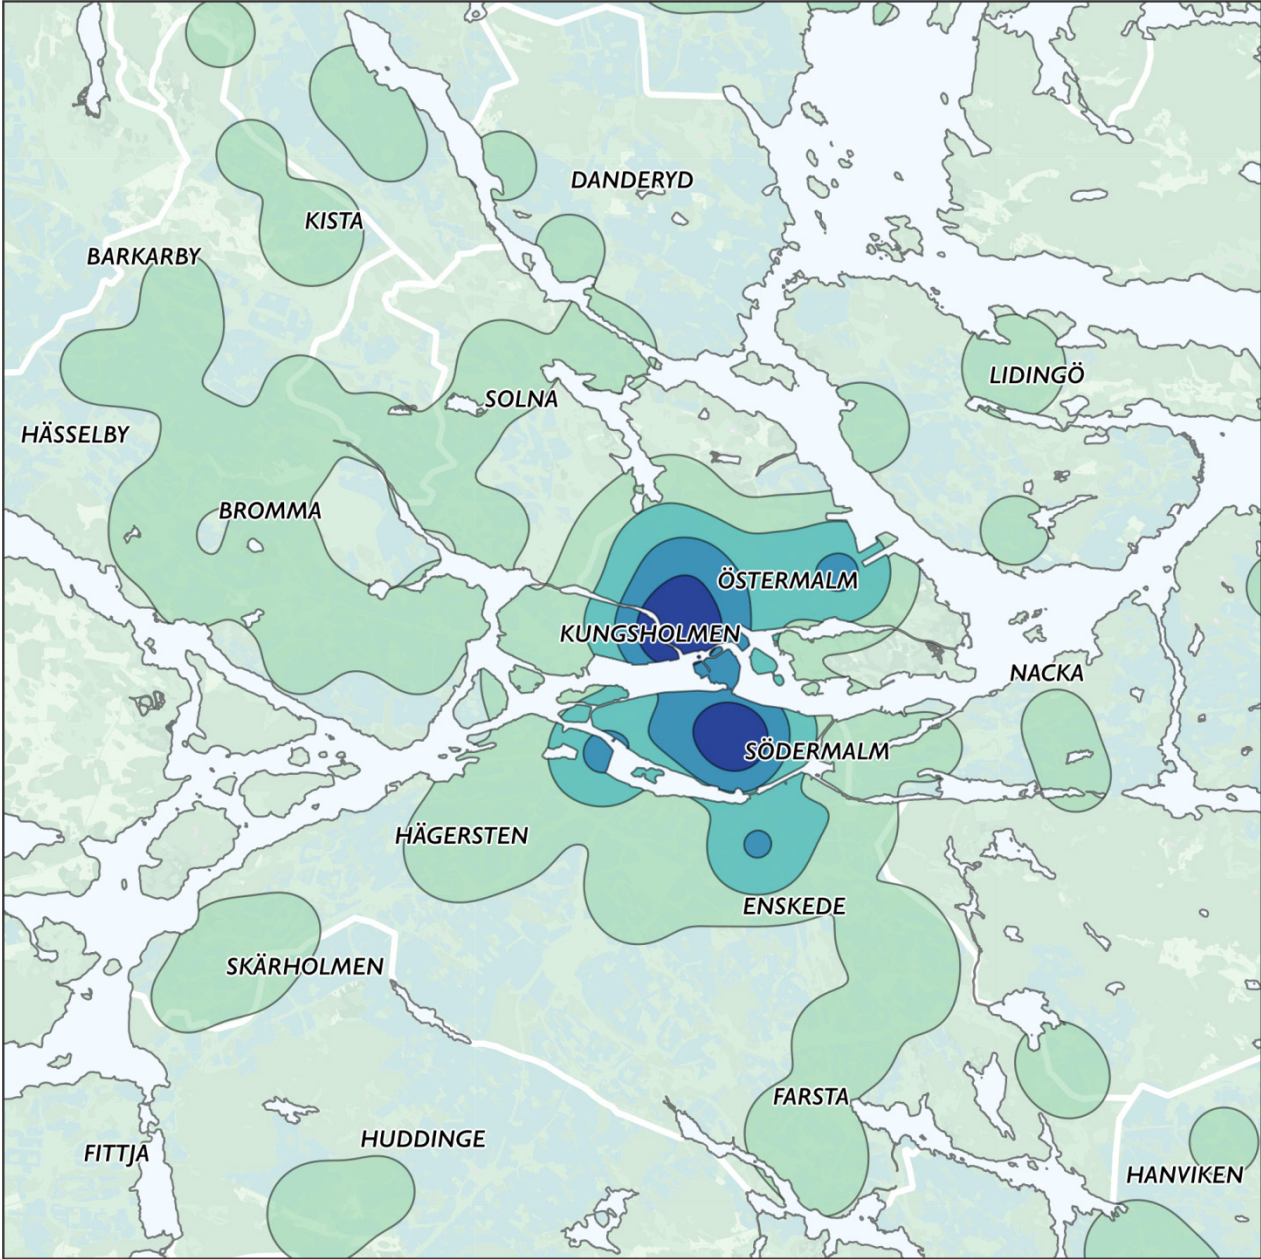 DANDERYD
KISTA
BARKARBY
LIDINGÖ
SOLNA
HÄSSELBY
BROMMA
ÖSTERMALM
KUNGSHOLMEN
NACKA
SÖDERMALM
HÄGERSTEN
ENSKEDE
SKÄRHOLMEN
FARSTA
HUDDINGE
FITTJA
HANVIKEN